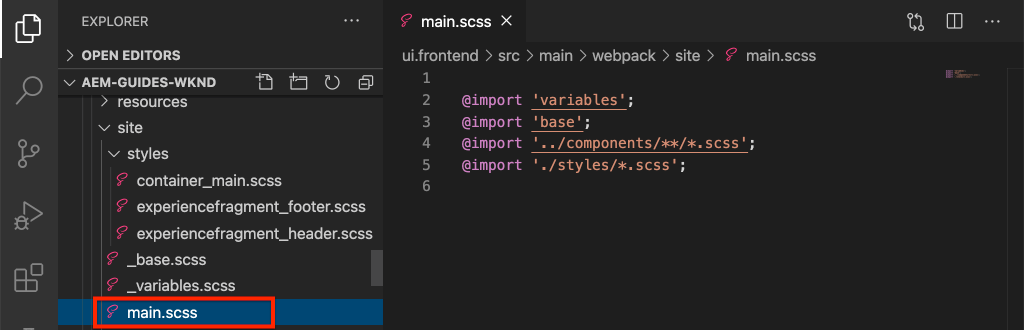 EXPLORER
OPEN EDITORS
AEM-GUIDES-WKND
resources
site
styles
container_main.scss
experiencefragment_footer.scss
experiencefragment_header.scss
_base.scss
_variables.scss
main.scss
main.scss
ui.frontend > src > main > webpack > site > main.scss
1
2 @import 'variables';
3 @import 'base';
4 @import '../components/**/*.scss';
5 @import './styles/*.scss';
6